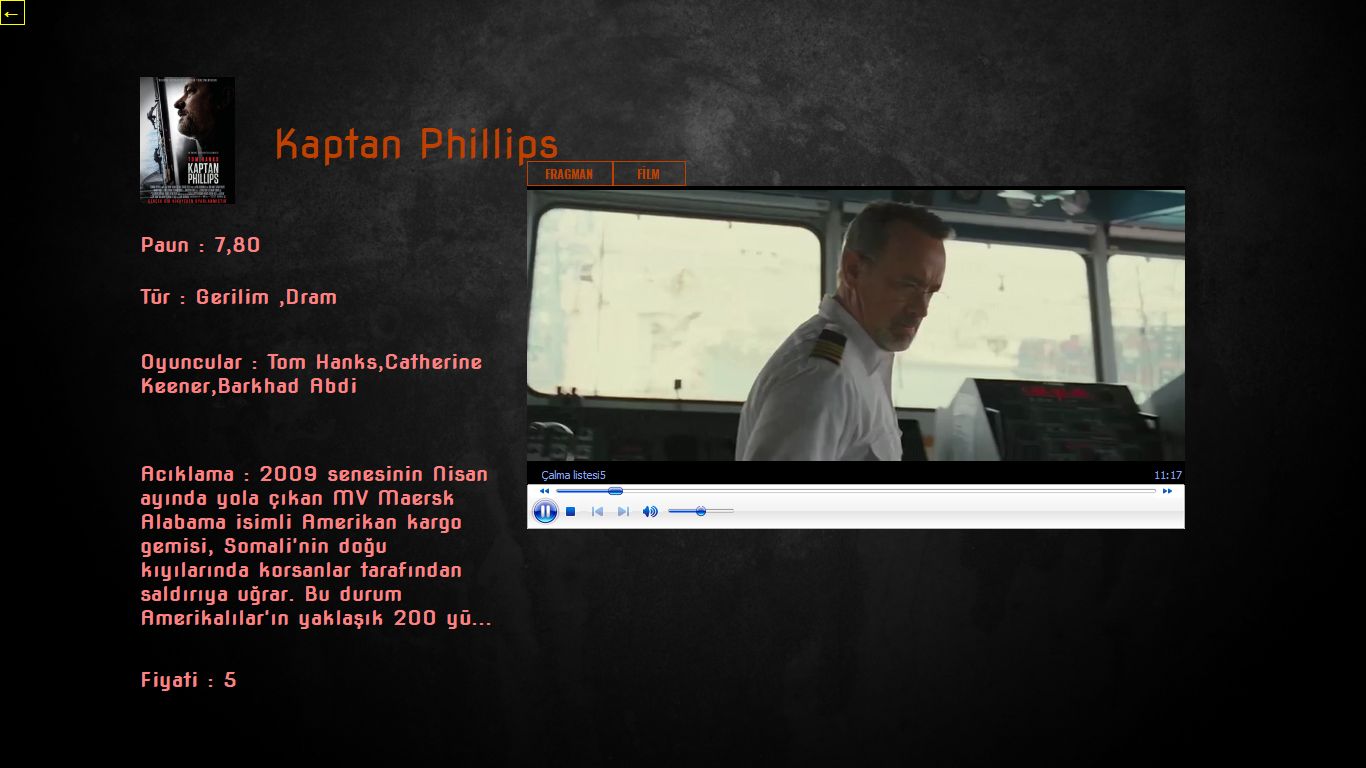 ←
Kaptan Phillips
TOM HANKS
KAPTAN
PHILLIPS
FRAGMAN FİLM
Paun : 7,80
Tür : Gerilim ,Dram
Oyuncular : Tom Hanks,Catherine
Keener,Barkhad Abdi
Acıklama : 2009 senesinin Nisan
ayında yola çıkan MV Maersk
Alabama isimli Amerikan kargo
gemisi, Somali'nin doğu
kıyılarında korsanlar tarafından
saldırıya uğrar. Bu durum
Amerikalılar'ın yaklaşık 200 yü...
Fiyati : 5
Çalma listesi5 11:17